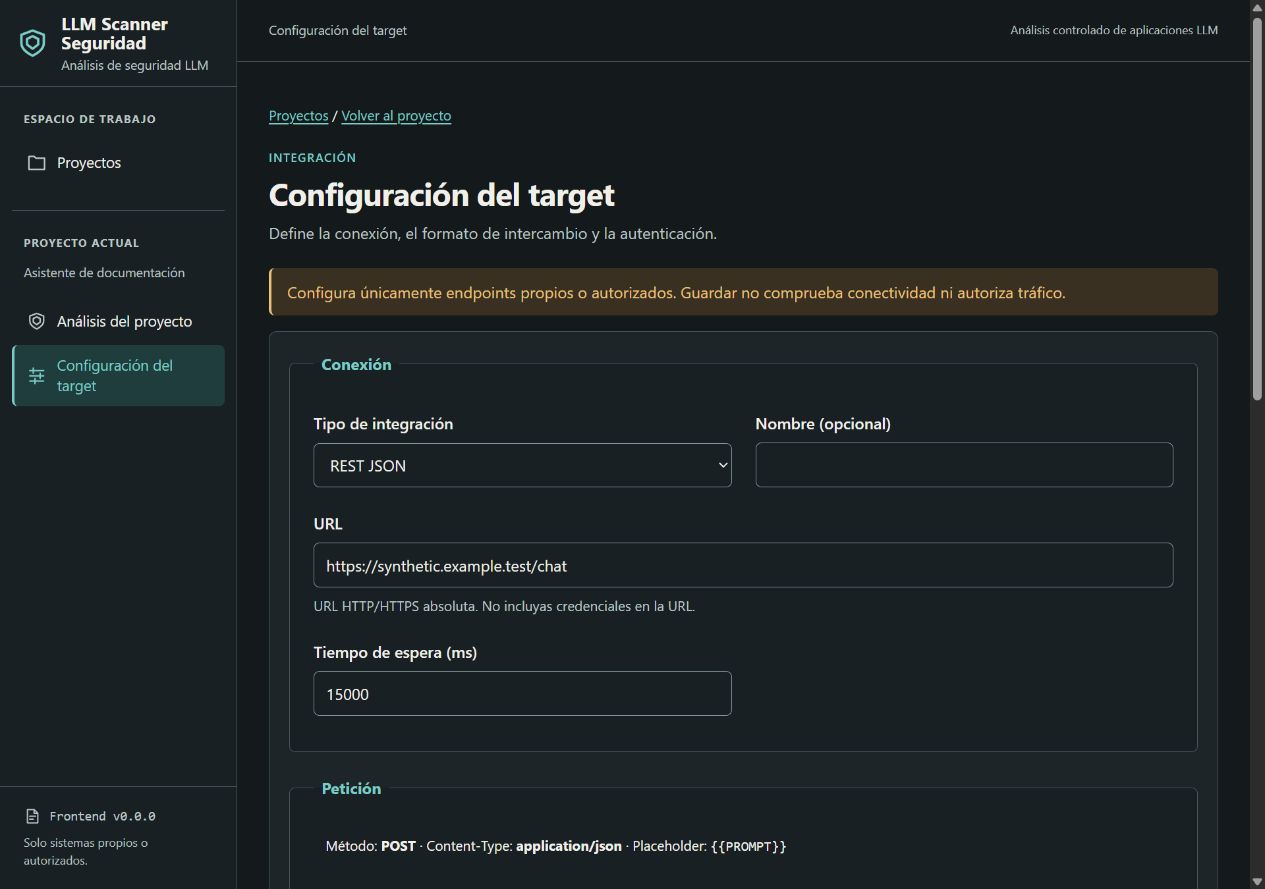 LLM Scanner
Seguridad
Análisis de seguridad LLM
ESPACIO DE TRABAJO
Proyectos
PROYECTO ACTUAL
Asistente de documentación
Análisis del proyecto
Configuración del
target
Frontend v0.0.0
Solo sistemas propios o
autorizados.
Configuración del target
Análisis controlado de aplicaciones LLM
Proyectos / Volver al proyecto
INTEGRACIÓN
Configuración del target
Define la conexión, el formato de intercambio y la autenticación.
Configura únicamente endpoints propios o autorizados. Guardar no comprueba conectividad ni autoriza tráfico.
Conexión
Tipo de integración
REST JSON
Nombre (opcional)
URL
https://synthetic.example.test/chat
URL HTTP/HTTPS absoluta. No incluyas credenciales en la URL.
Tiempo de espera (ms)
15000
Petición
Método: POST · Content-Type: application/json · Placeholder: {{PROMPT}}